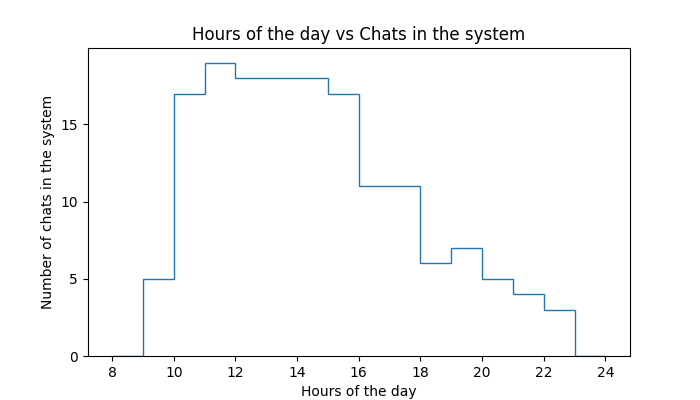 Hours of the day vs Chats in the system
Number of chats in the system
15
10
5
0
8 10 12 14 16 18 20 22 24
Hours of the day